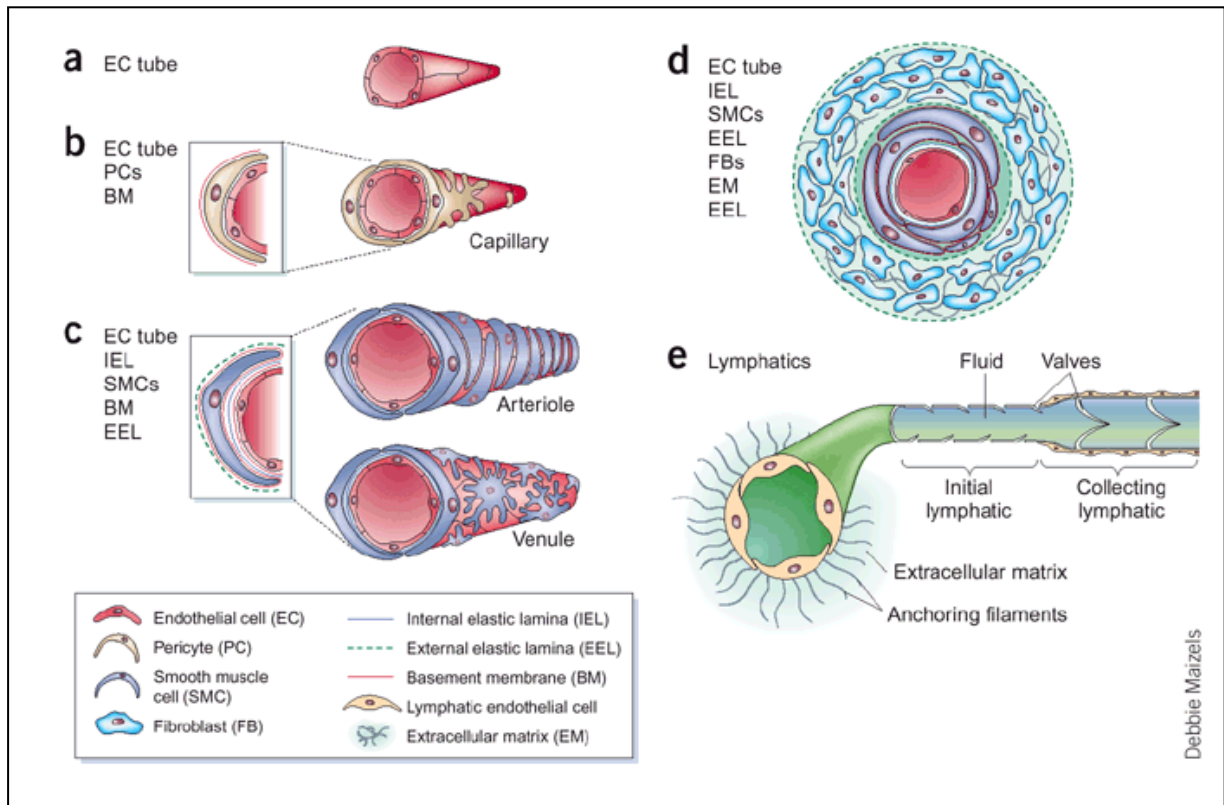 a
EC tube
b
EC tube
PCs
BM
Capillary
c
EC tube
IEL
SMCs
BM
EEL
Arteriole
Venule
d
EC tube
IEL
SMCs
EEL
FBs
EM
EEL
e
Lymphatics
Fluid
Valves
Initial
lymphatic
Collecting
lymphatic
Extracellular matrix
Anchoring filaments
Endothelial cell (EC)
Pericyte (PC)
Smooth muscle
cell (SMC)
Fibroblast (FB)
Internal elastic lamina (IEL)
External elastic lamina (EEL)
Basement membrane (BM)
Lymphatic endothelial cell
Extracellular matrix (EM)
Debbie Maizels